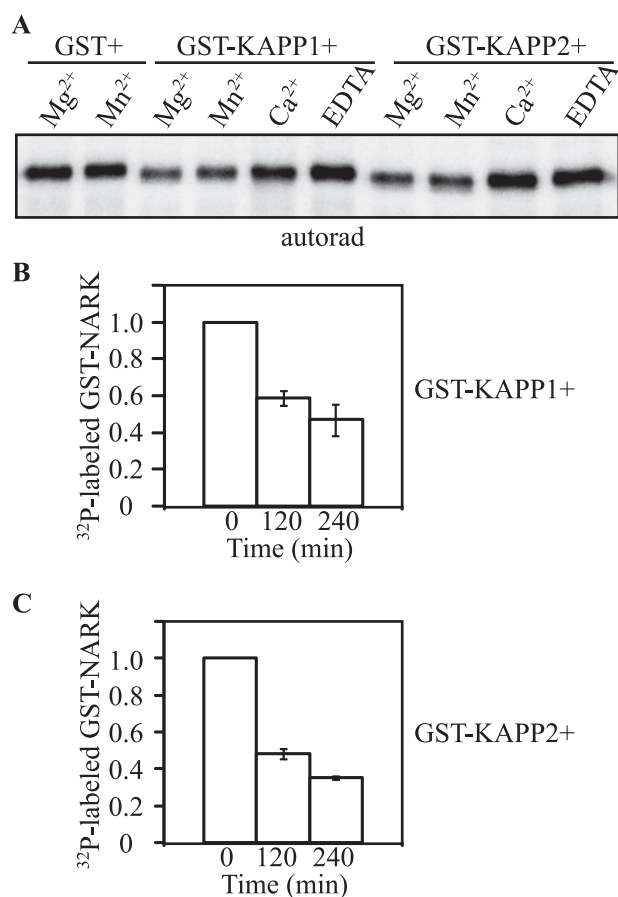 A
GST+ GST-KAPP1+ GST-KAPP2+
Mg²⁺ Mn²⁺ Mg²⁺ Mn²⁺ Ca²⁺ EDTA Mg²⁺ Mn²⁺ Ca²⁺ EDTA
autorad
B
³²P-labeled GST-NARK
1.0
0.8
0.6
0.4
0.2
0
0 120 240
Time (min)
GST-KAPP1+
C
³²P-labeled GST-NARK
1.0
0.8
0.6
0.4
0.2
0
0 120 240
Time (min)
GST-KAPP2+